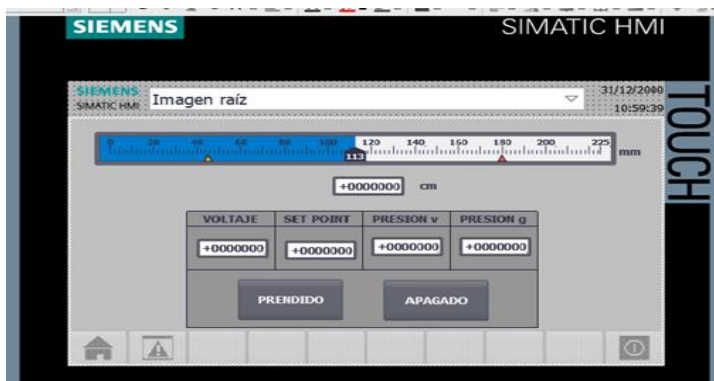 SIEMENS
SIMATIC HMI
TOUCH
SIEMENS
SIMATIC HMI
Imagen raíz
31/12/2000
10:59:39
0 20 40 60 80 100 120 140 160 180 200 225
mm
113
+0000000 cm
VOLTAJE SET POINT PRESION v PRESION g
+0000000 +0000000 +0000000 +0000000
PRENDIDO APAGADO